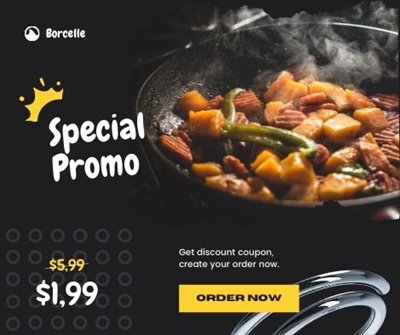 Borcelle
Special
Promo
$5,99
$1,99
Get discount coupon,
create your order now.
ORDER NOW